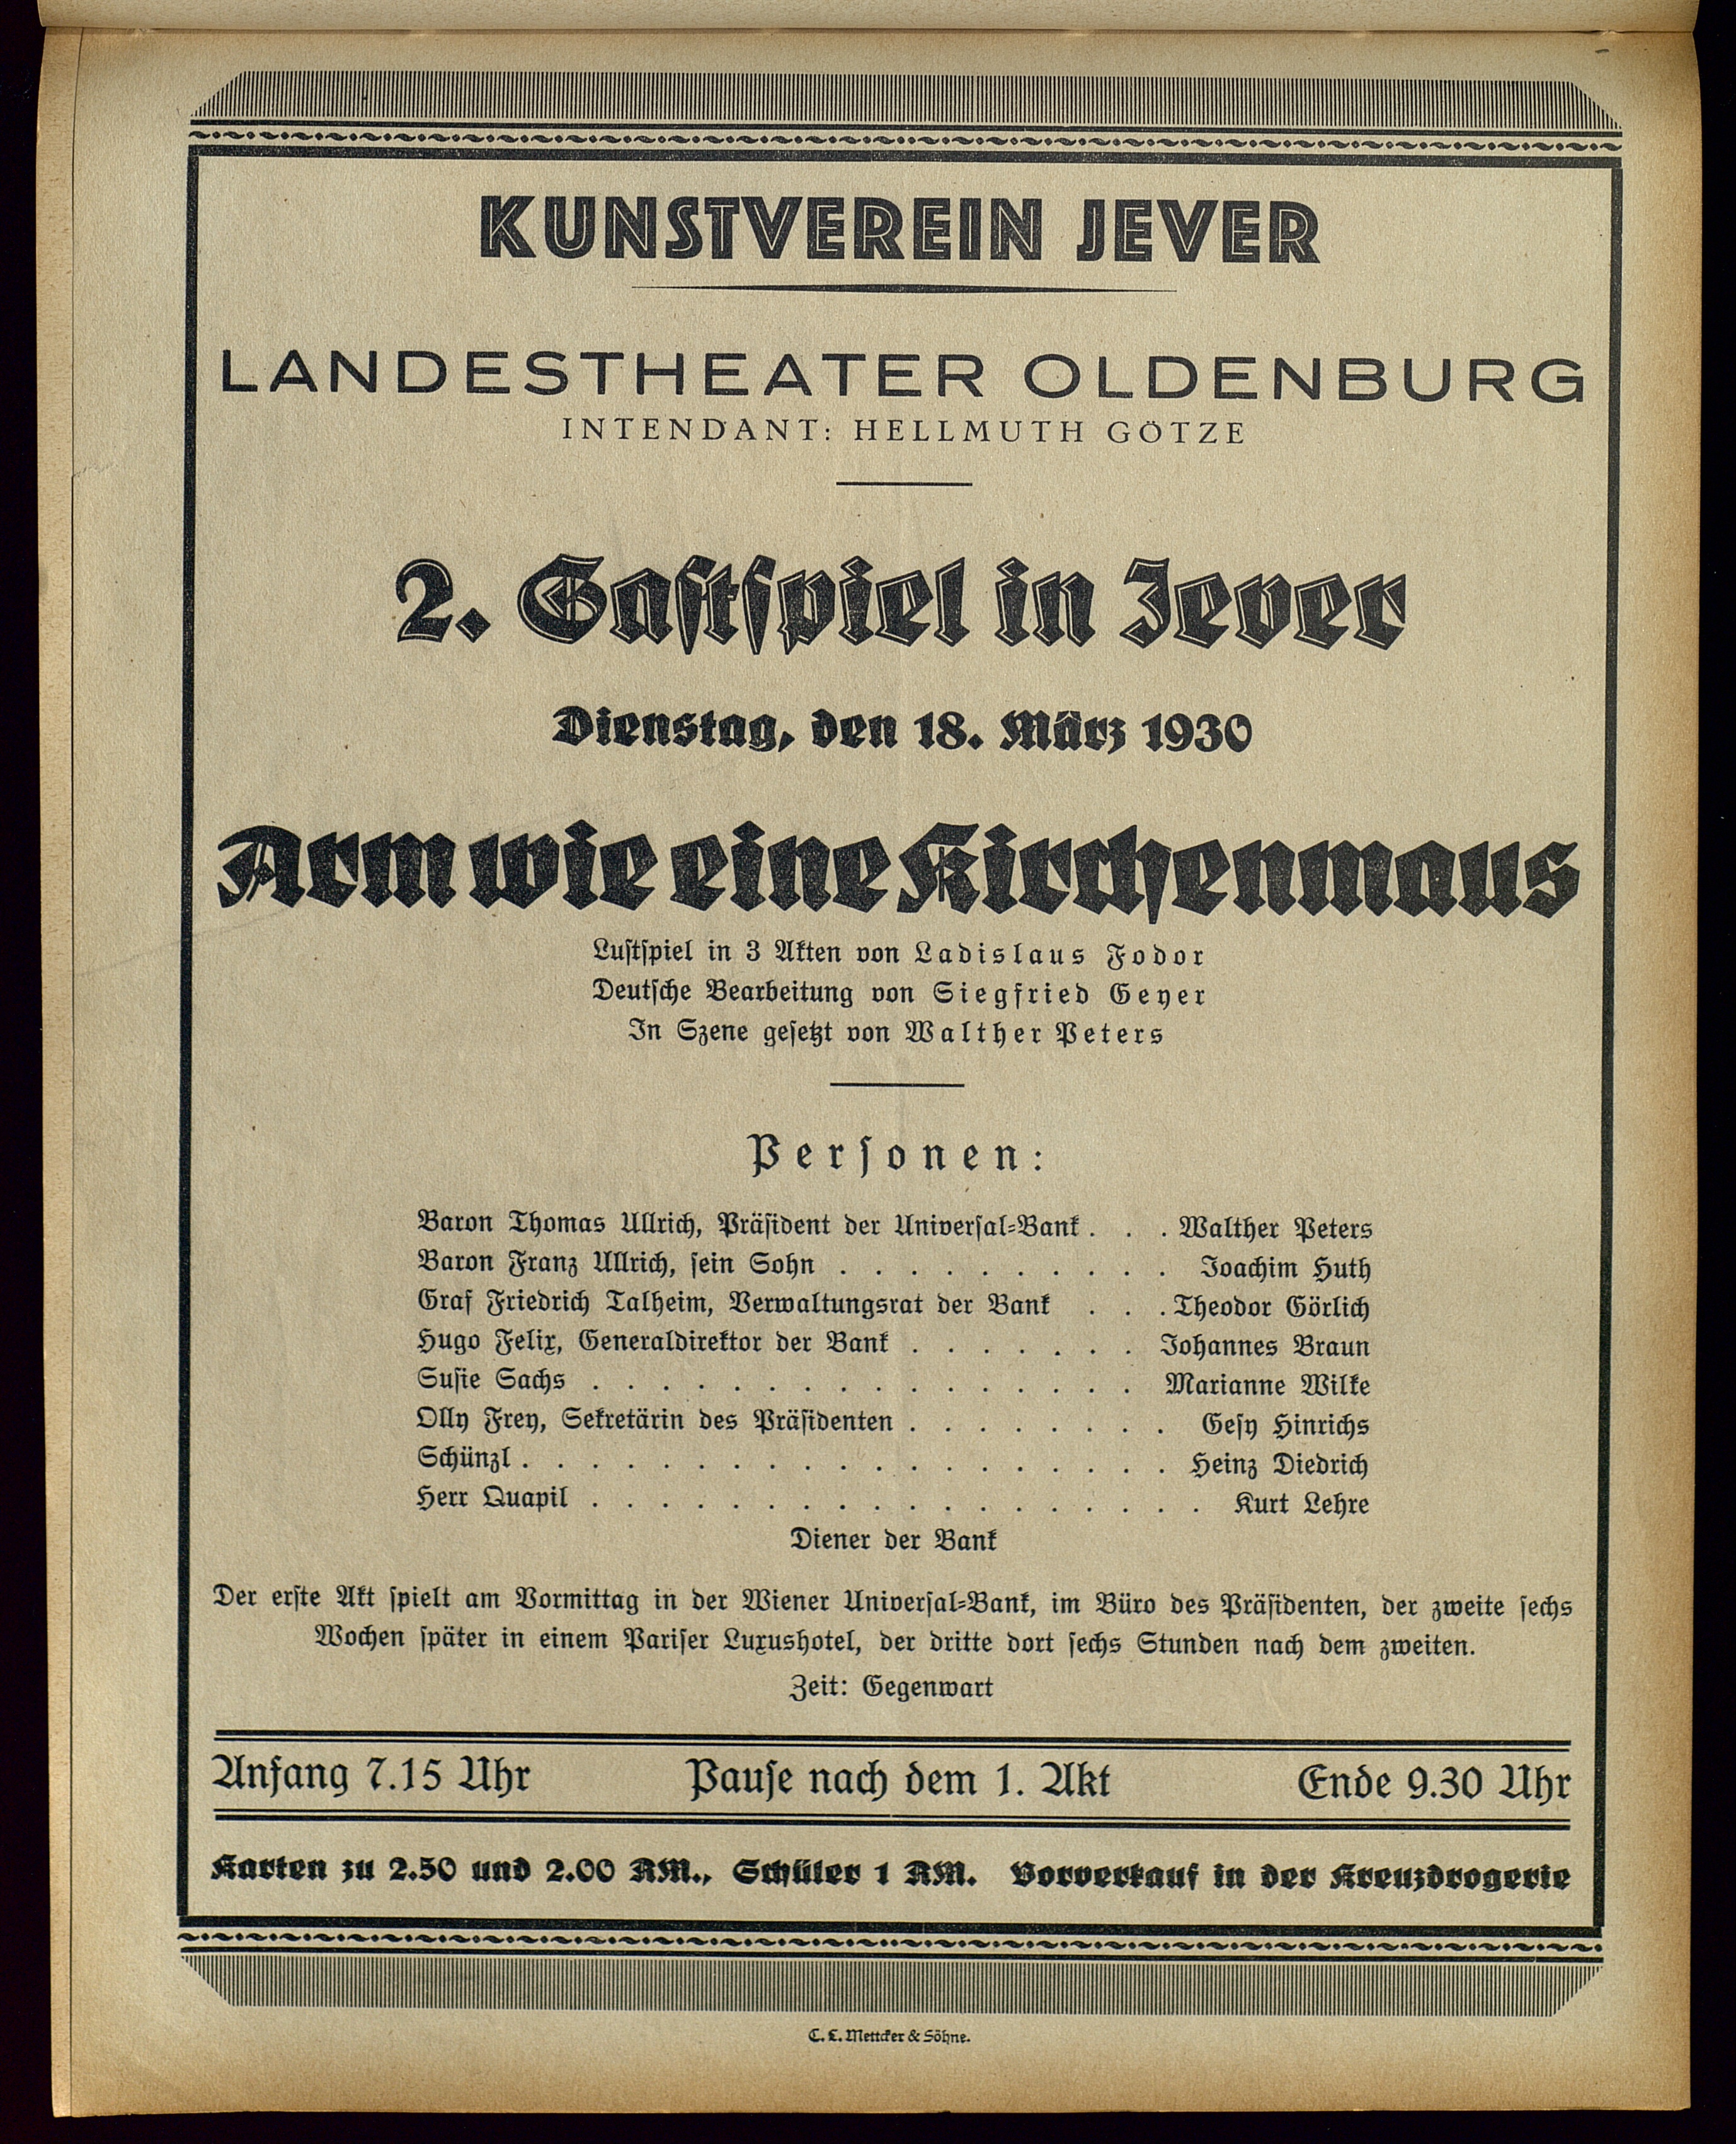 KUNSTVEREIN JEVER
LANDESTHEATER OLDENBURG
INTENDANT: HELLMUTH GÖTZE
2. Gastspiel in Jever
Dienstag, den 18. März 1930
Arm wie eine Kirchenmaus
Lustspiel in 3 Akten von Ladislaus Fodor
Deutsche Bearbeitung von Siegfried Geyer
In Szene gesetzt von Walther Peters
Personen:
Baron Thomas Ullrich, Präsident der Universal-Bank . . . Walther Peters
Baron Franz Ullrich, sein Sohn . . . . . . . . . . Joachim Huth
Graf Friedrich Talheim, Verwaltungsrat der Bank . . . Theodor Görlich
Hugo Felix, Generaldirektor der Bank . . . . . . . Johannes Braun
Susie Sachs . . . . . . . . . . . . . . . . Marianne Wilke
Olly Frey, Sekretärin des Präsidenten . . . . . . . . Gesy Hinrichs
Schünzl . . . . . . . . . . . . . . . . . . . Heinz Diedrich
Herr Quapil . . . . . . . . . . . . . . . . . . Kurt Lehre
Diener der Bank
Der erste Akt spielt am Vormittag in der Wiener Universal-Bank, im Büro des Präsidenten, der zweite sechs
Wochen später in einem Pariser Luxushotel, der dritte dort sechs Stunden nach dem zweiten.
Zeit: Gegenwart
Anfang 7.15 Uhr Pause nach dem 1. Akt Ende 9.30 Uhr
Karten zu 2.50 und 2.00 RM., Schüler 1 RM. Vorverkauf in der Kreuzdrogerie
C. L. Mettcker & Söhne.